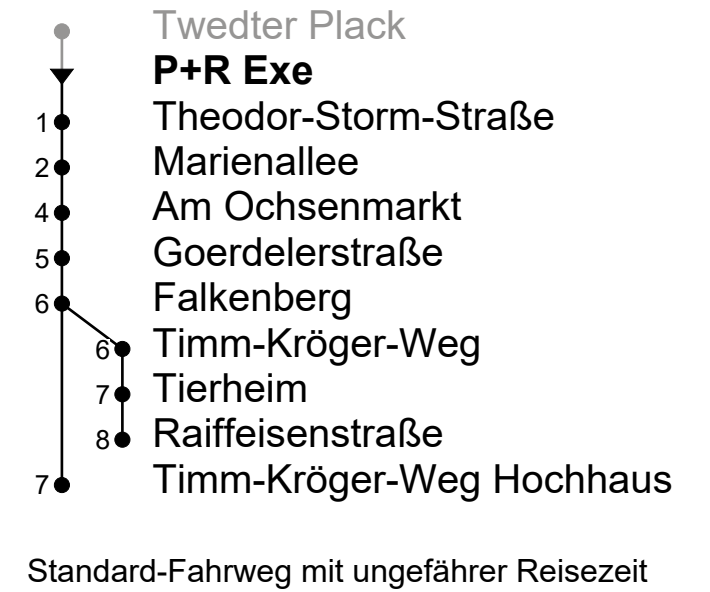 Twedter Plack
P+R Exe
1 Theodor-Storm-Straße
2 Marienallee
4 Am Ochsenmarkt
5 Goerdelerstraße
6 Falkenberg
6 Timm-Kröger-Weg
7 Tierheim
8 Raiffeisenstraße
7 Timm-Kröger-Weg Hochhaus
Standard-Fahrweg mit ungefährer Reisezeit